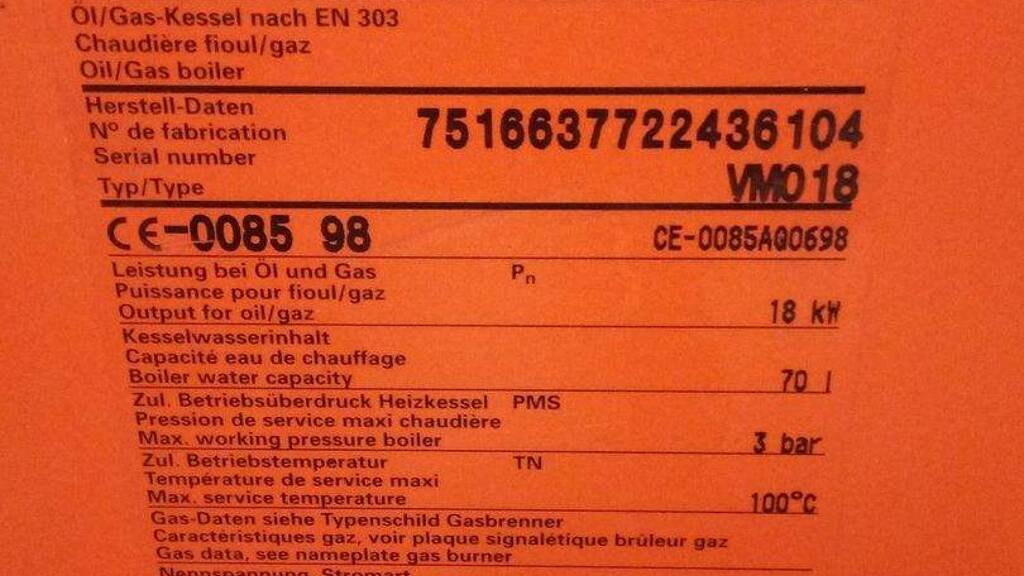 Öl/Gas-Kessel nach EN 303
Chaudière fioul/gaz
Oil/Gas boiler
Herstell-Daten
N° de fabrication
Serial number
7516637722436104
Typ/Type
VM018
CE-0085 98 CE-0085AQ0698
Leistung bei Öl und Gas Pn
Puissance pour fioul/gaz
Output for oil/gaz 18 kW
Kesselwasserinhalt
Capacité eau de chauffage
Boiler water capacity 70 l
Zul. Betriebsüberdruck Heizkessel PMS
Pression de service maxi chaudière
Max. working pressure boiler 3 bar
Zul. Betriebstemperatur TN
Température de service maxi
Max. service temperature 100°C
Gas-Daten siehe Typenschild Gasbrenner
Caractéristiques gaz, voir plaque signalétique brûleur gaz
Gas data, see nameplate gas burner
Nennspannung, Stromart